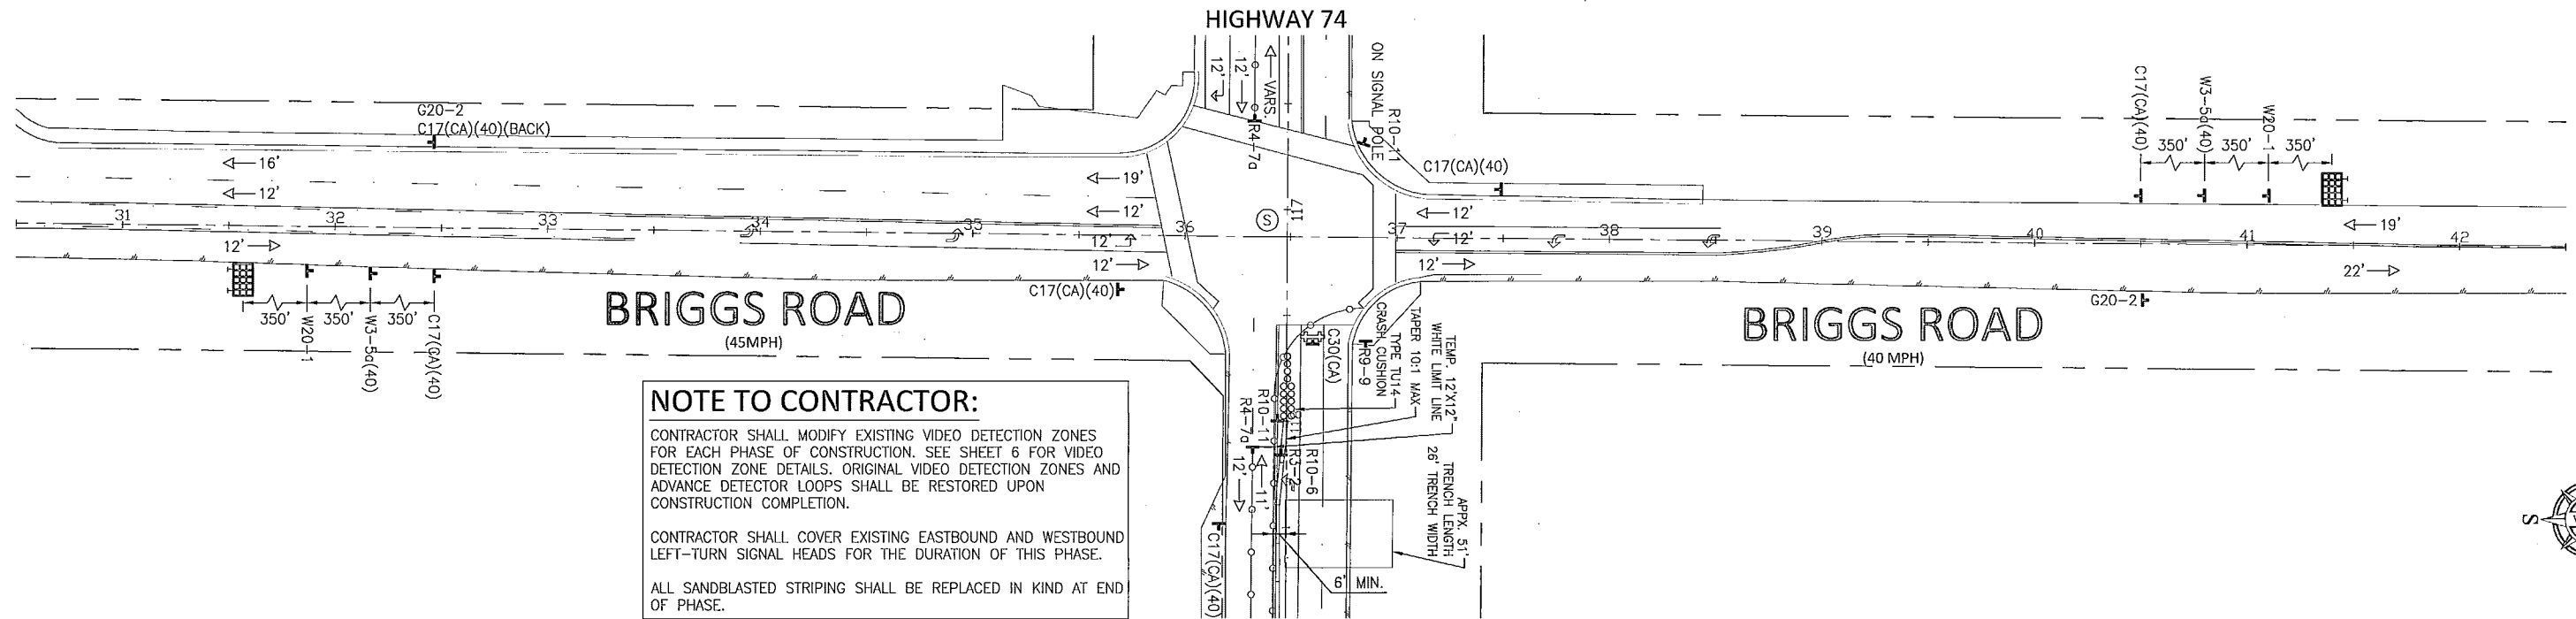 HIGHWAY 74
G20-2
C17(CA)(40)(BACK)
16'
12'
31
32
33
34
35
36
37
38
39
40
41
42
12'
350'
350'
350'
W20-1
W3-5a(40)
C17(CA)(40)
BRIGGS ROAD
(45MPH)
19'
12'
12'
12'
C17(CA)(40)
12'
12'
VARS.
R4-7a
ON SIGNAL POLE
R10-11
C17(CA)(40)
117
S
12'
12'
12'
C17(CA)(40)
W3-5a(40)
W20-1
350'
350'
350'
19'
22'
G20-2
BRIGGS ROAD
(40 MPH)
C30(CA)
R9-9
CRASH CUSHION
TYPE TU14
TAPER 10:1 MAX
WHITE LIMIT LINE
TEMP. 12'X12"
R10-11
R4-7a
R3-2
R10-6
12'
11'
C17(CA)(40)
6' MIN.
APPX. 51'
TRENCH LENGTH
26' TRENCH WIDTH
S
NOTE TO CONTRACTOR:
CONTRACTOR SHALL MODIFY EXISTING VIDEO DETECTION ZONES
FOR EACH PHASE OF CONSTRUCTION. SEE SHEET 6 FOR VIDEO
DETECTION ZONE DETAILS. ORIGINAL VIDEO DETECTION ZONES AND
ADVANCE DETECTOR LOOPS SHALL BE RESTORED UPON
CONSTRUCTION COMPLETION.
CONTRACTOR SHALL COVER EXISTING EASTBOUND AND WESTBOUND
LEFT-TURN SIGNAL HEADS FOR THE DURATION OF THIS PHASE.
ALL SANDBLASTED STRIPING SHALL BE REPLACED IN KIND AT END
OF PHASE.